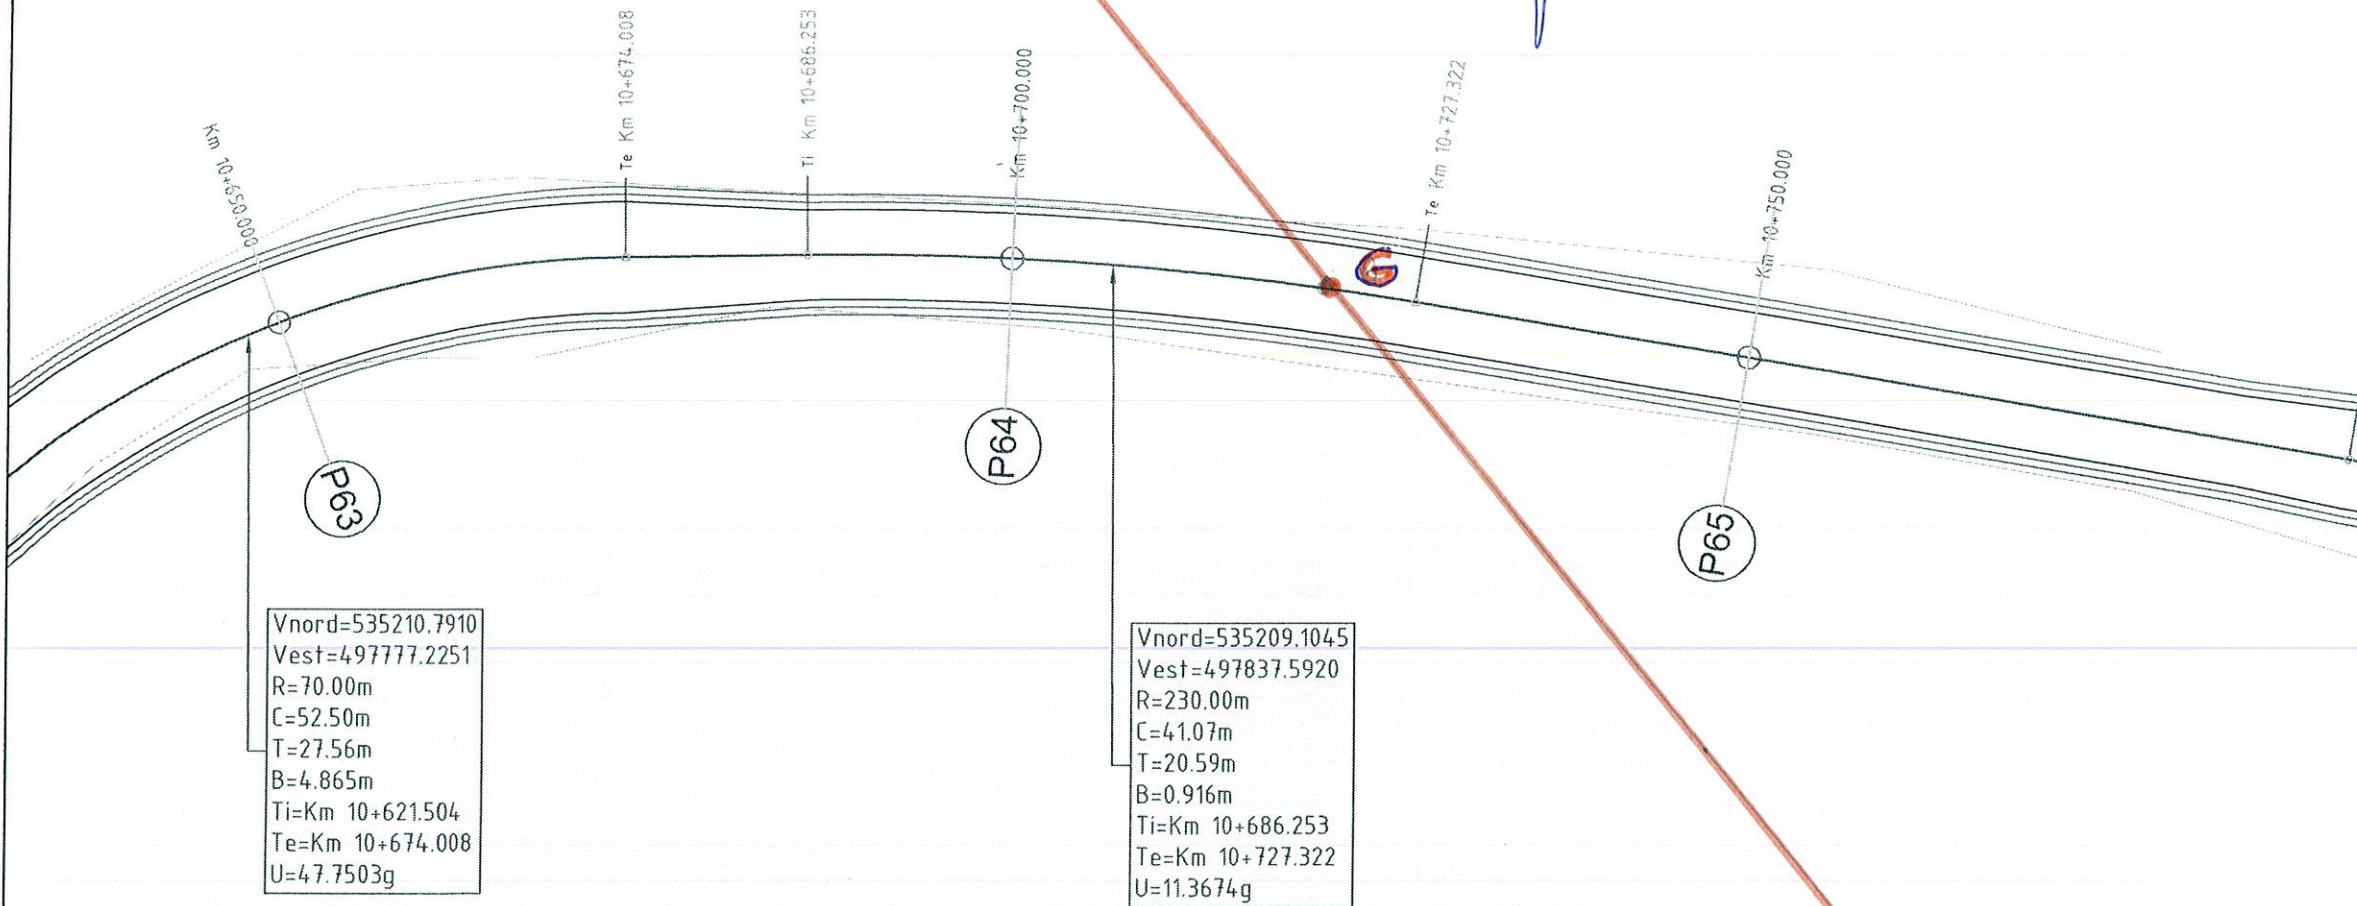 Km 10+650.000
Te Km 10+674.008
Ti Km 10+686.253
Km 10+700.000
Te Km 10+727.322
Km 10+750.000
G
P63
P64
P65
Vnord=535210.7910
Vest=497777.2251
R=70.00m
C=52.50m
T=27.56m
B=4.865m
Ti=Km 10+621.504
Te=Km 10+674.008
U=47.7503g
Vnord=535209.1045
Vest=497837.5920
R=230.00m
C=41.07m
T=20.59m
B=0.916m
Ti=Km 10+686.253
Te=Km 10+727.322
U=11.3674g